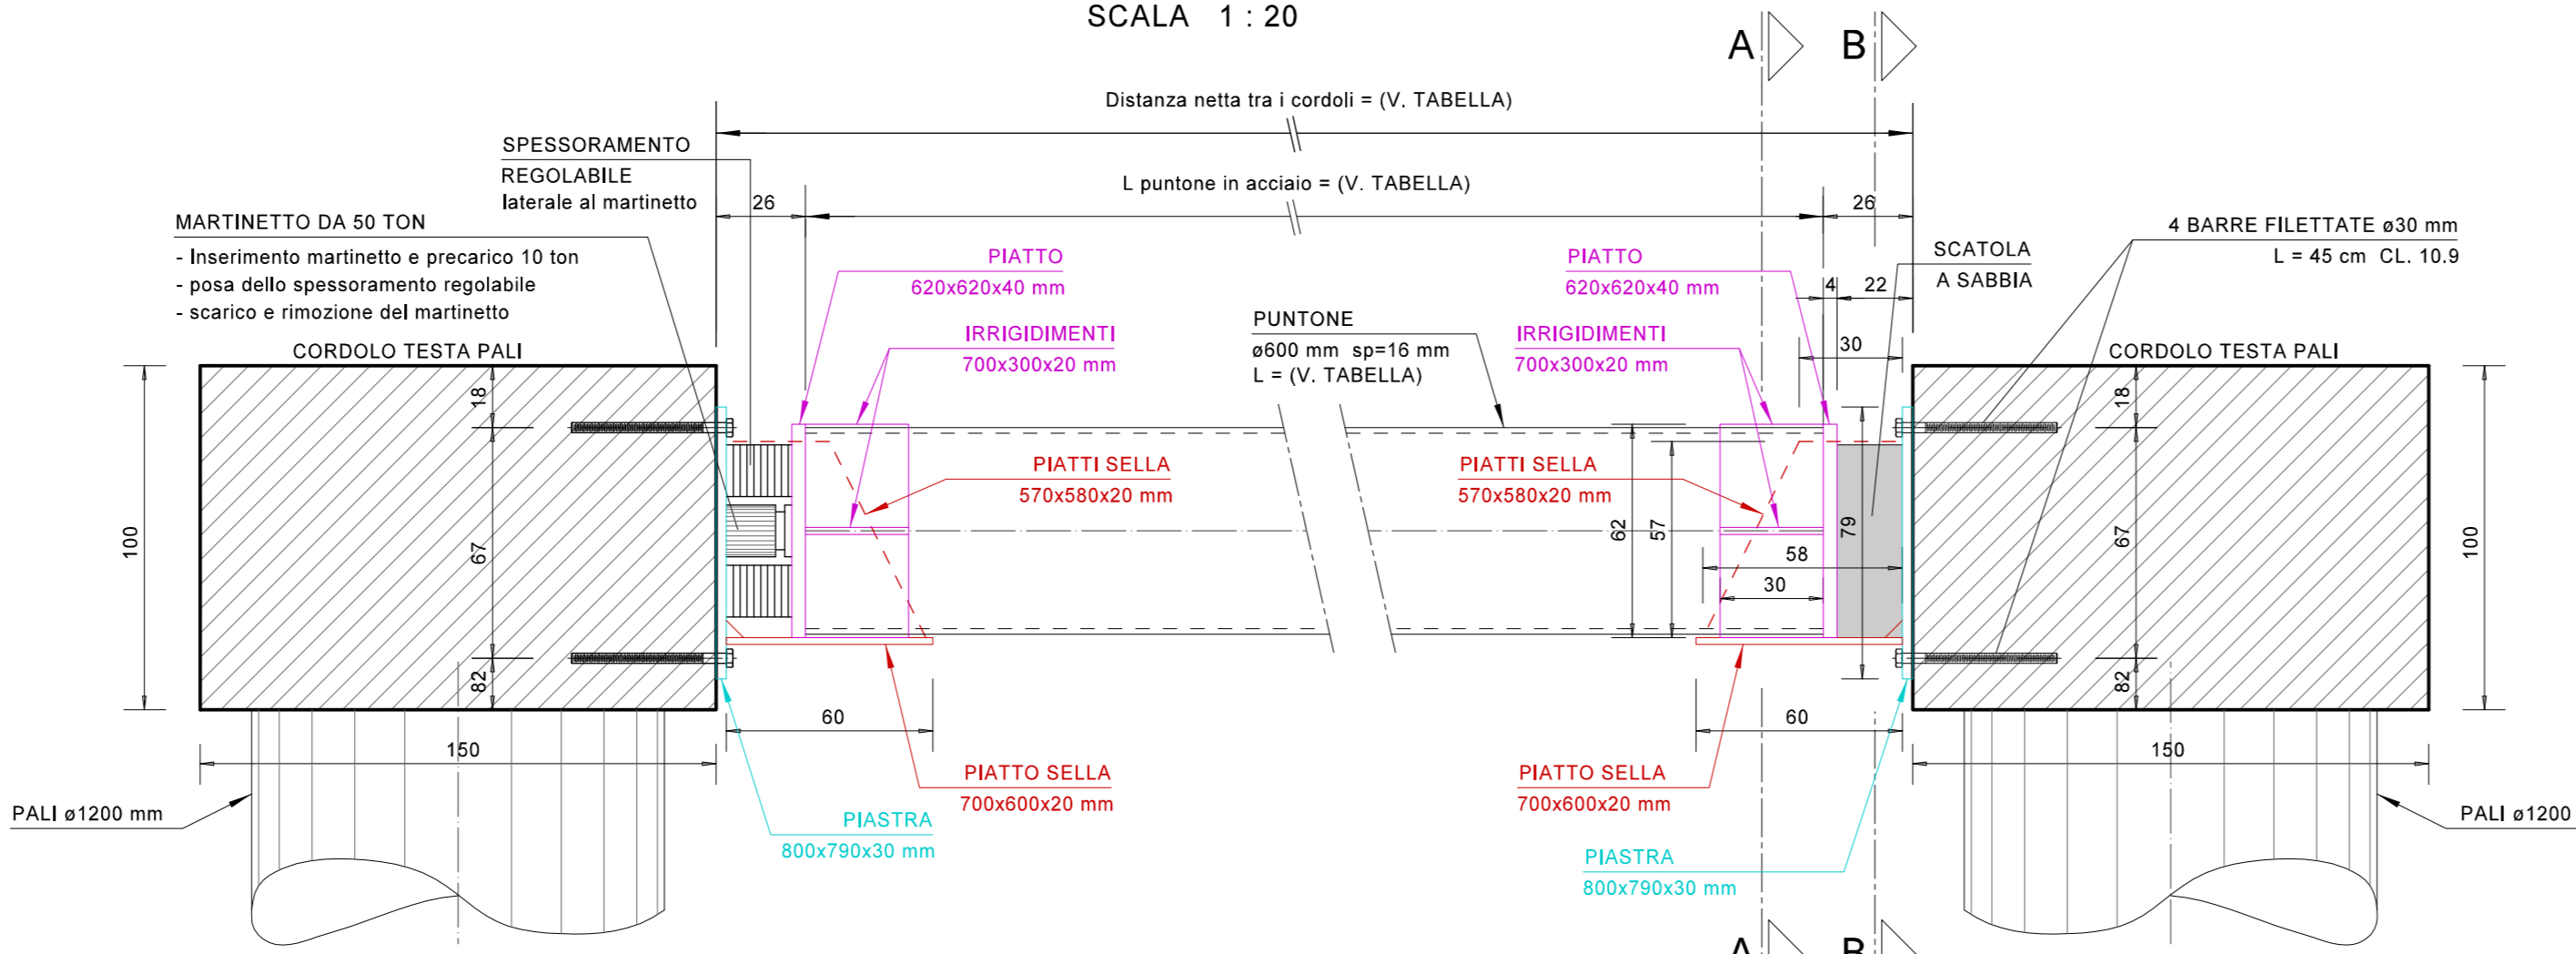 SCALA 1 : 20
A B
Distanza netta tra i cordoli = (V. TABELLA)
SPESSORAMENTO
REGOLABILE
laterale al martinetto
L puntone in acciaio = (V. TABELLA)
26
26
MARTINETTO DA 50 TON
- Inserimento martinetto e precarico 10 ton
- posa dello spessoramento regolabile
- scarico e rimozione del martinetto
4 BARRE FILETTATE ø30 mm
L = 45 cm CL. 10.9
PIATTO
620x620x40 mm
PIATTO
620x620x40 mm
SCATOLA
A SABBIA
4 22
IRRIGIDIMENTI
700x300x20 mm
PUNTONE
ø600 mm sp=16 mm
L = (V. TABELLA)
IRRIGIDIMENTI
700x300x20 mm
30
CORDOLO TESTA PALI
CORDOLO TESTA PALI
18
18
PIATTI SELLA
570x580x20 mm
PIATTI SELLA
570x580x20 mm
100
67
62
57
79
67
100
58
30
82
82
60
60
150
150
PIATTO SELLA
700x600x20 mm
PIATTO SELLA
700x600x20 mm
PALI ø1200 mm
PALI ø1200
PIASTRA
800x790x30 mm
PIASTRA
800x790x30 mm
A B